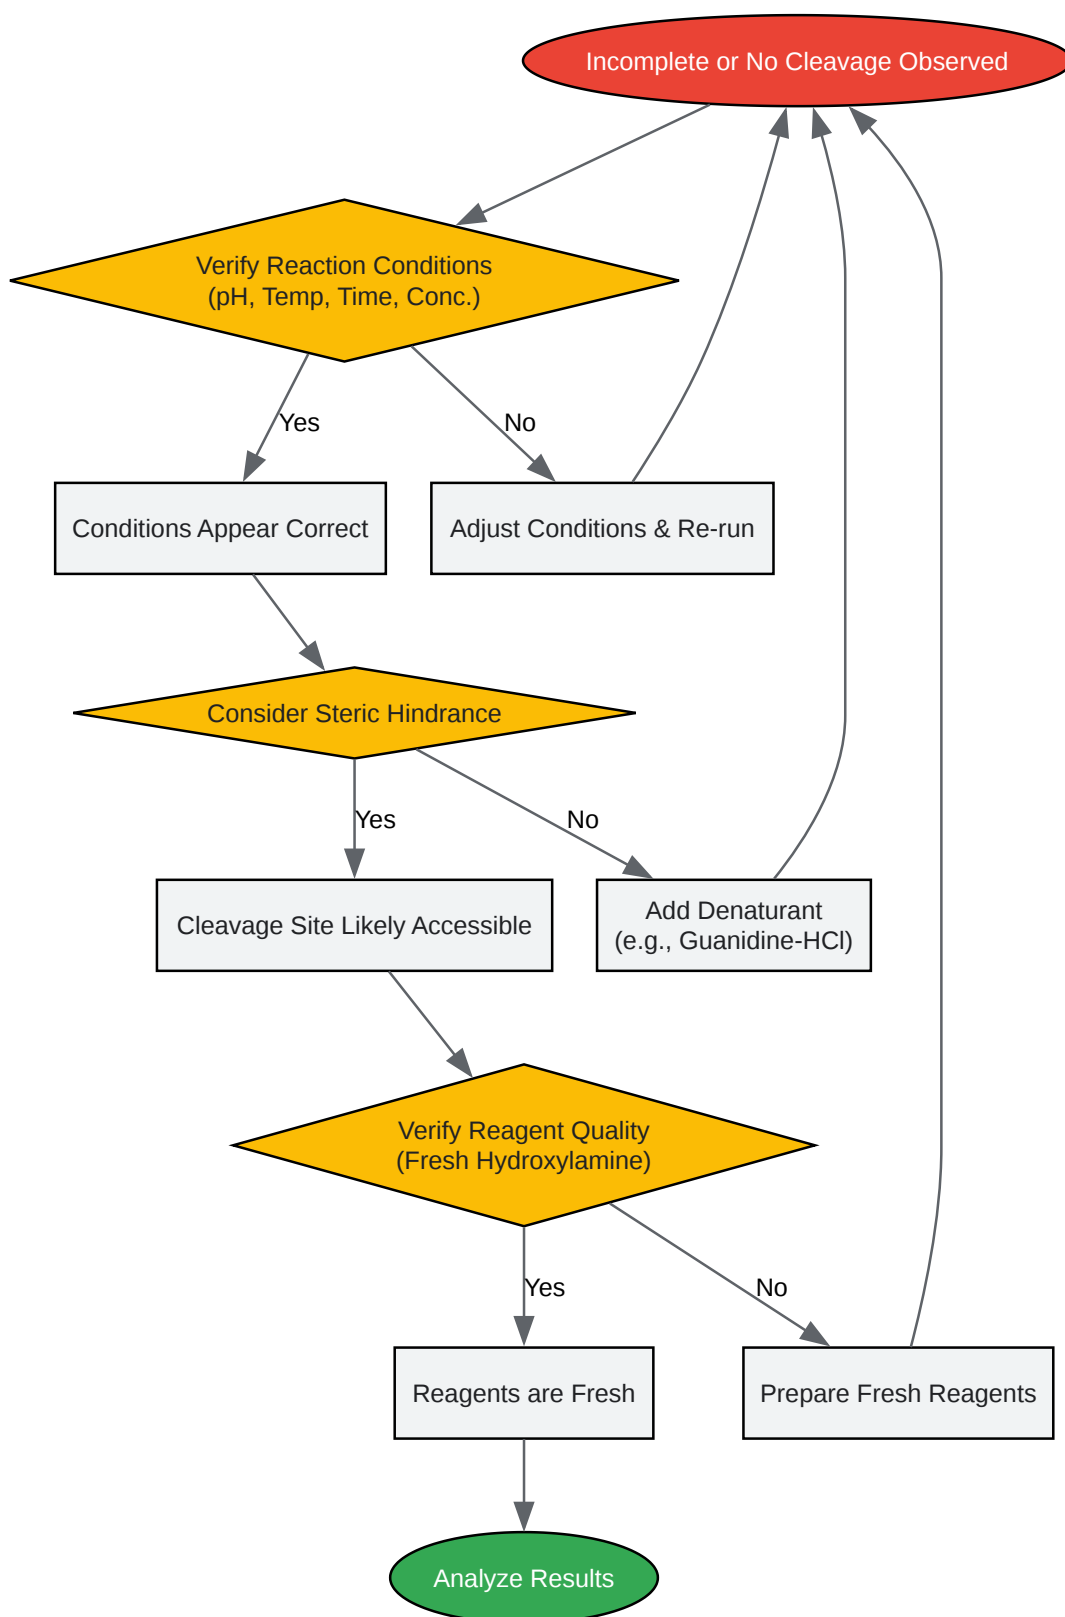 Incomplete or No Cleavage Observed
Verify Reaction Conditions
(pH, Temp, Time, Conc.)
Yes
No
Conditions Appear Correct
Adjust Conditions & Re-run
Consider Steric Hindrance
Yes
No
Cleavage Site Likely Accessible
Add Denaturant
(e.g., Guanidine-HCl)
Verify Reagent Quality
(Fresh Hydroxylamine)
Yes
No
Reagents are Fresh
Prepare Fresh Reagents
Analyze Results